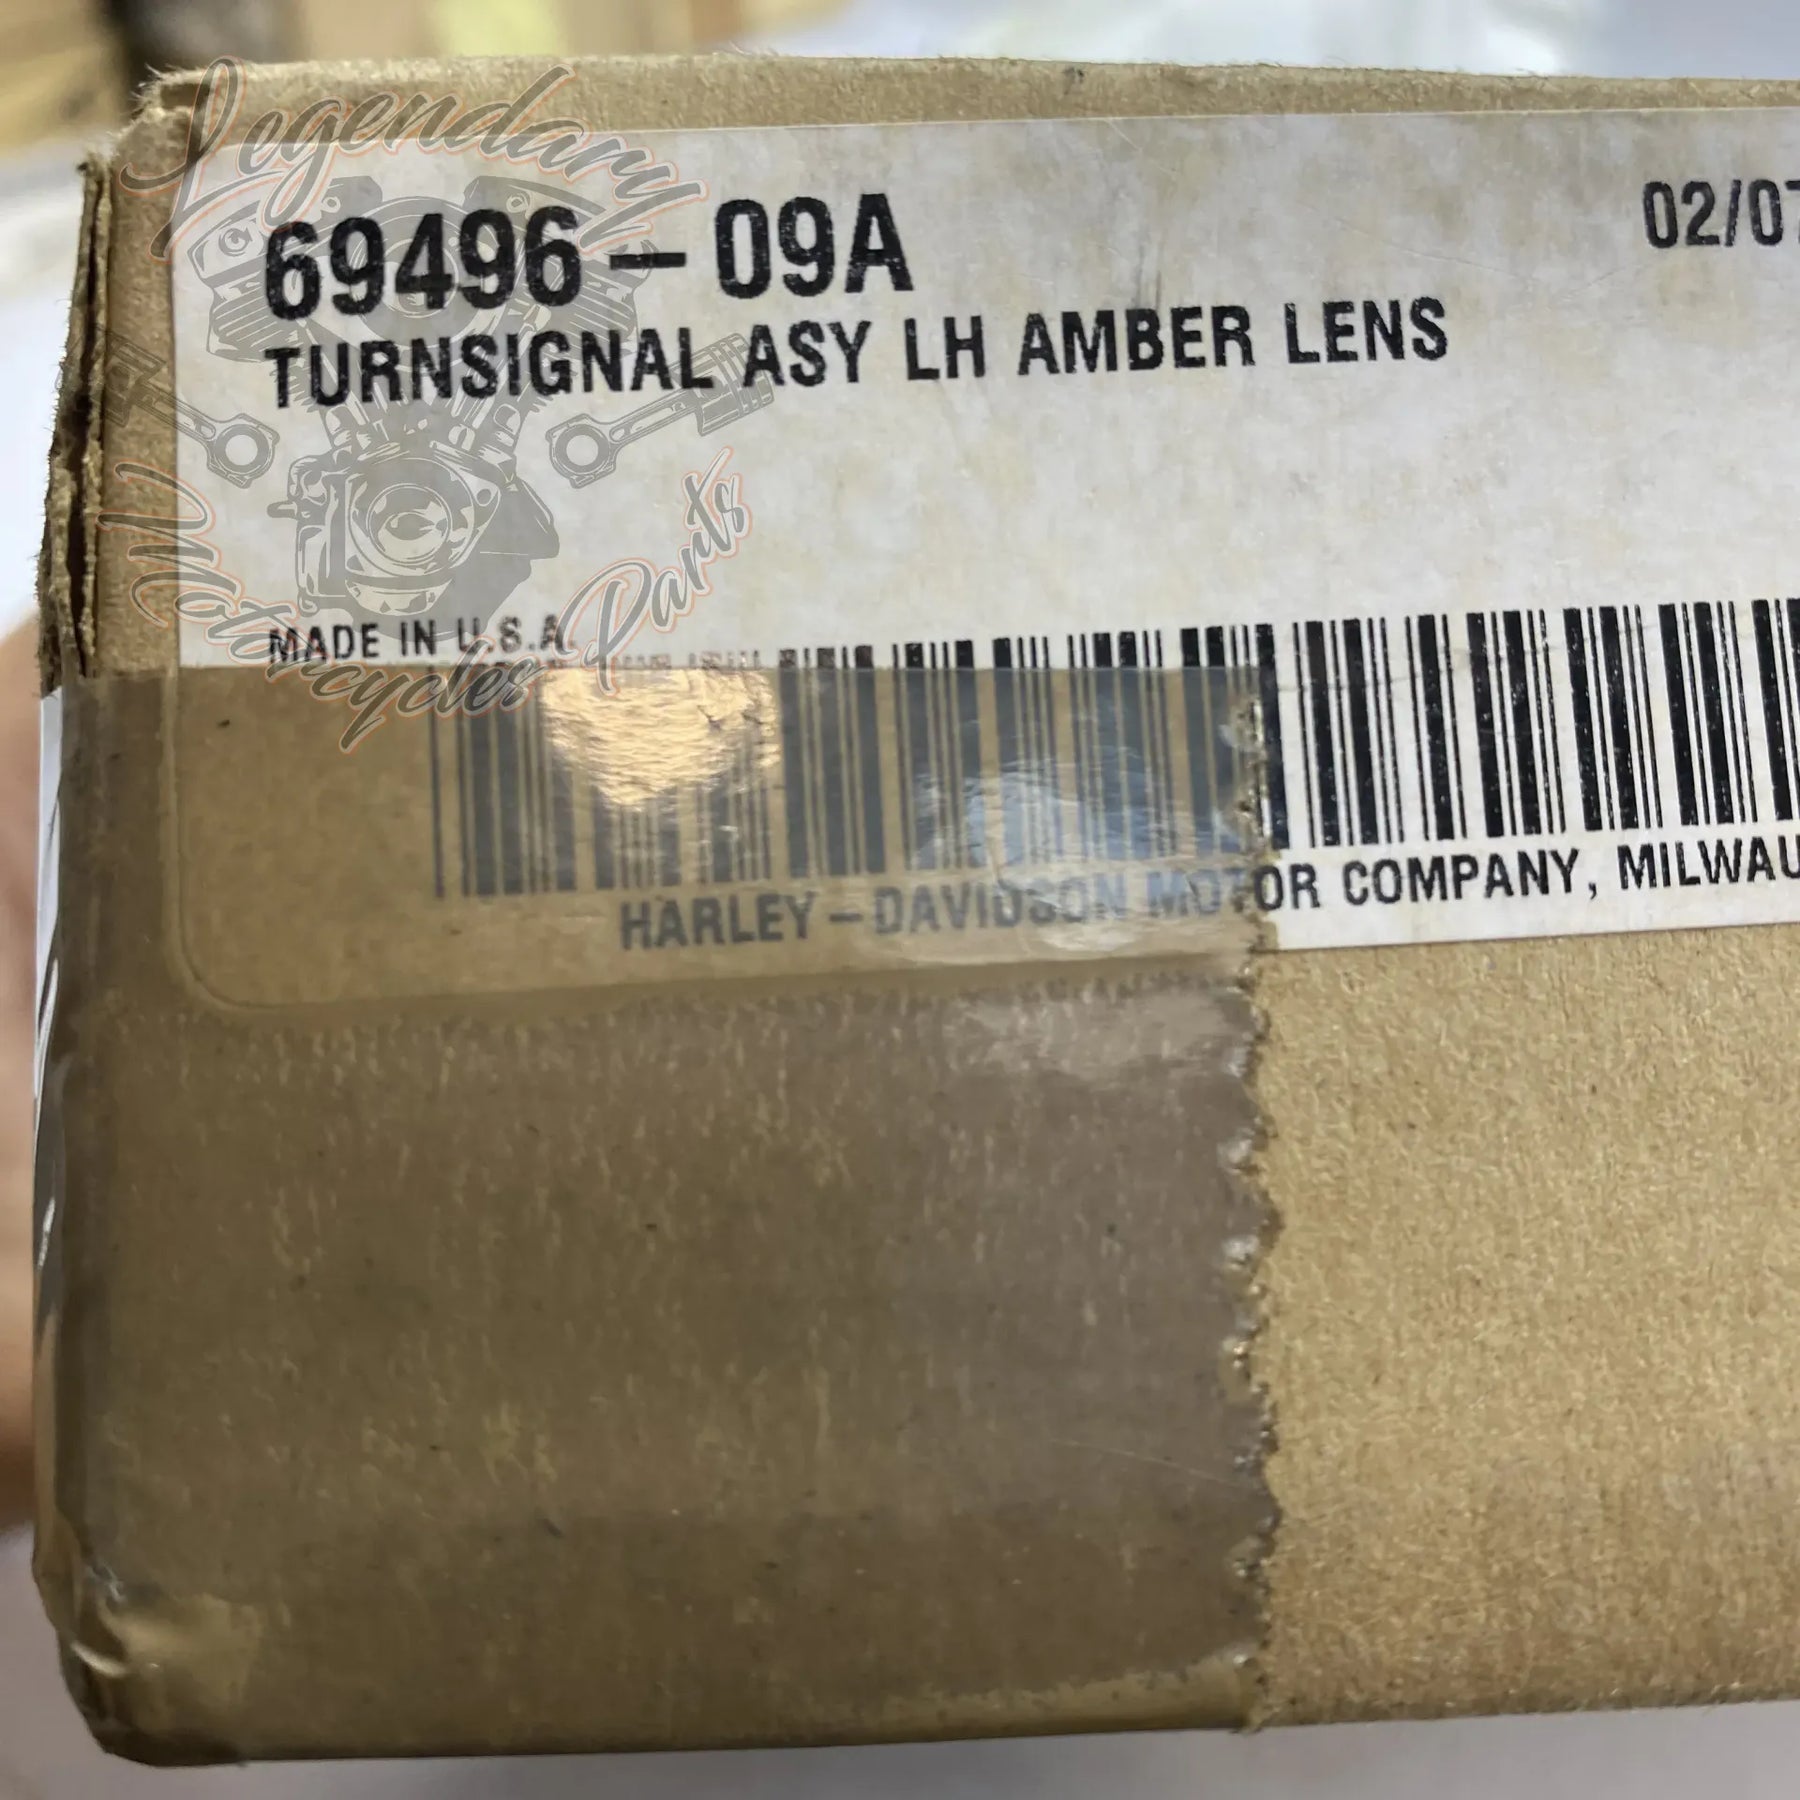 Legendary
69496-09A
02/07
TURNSIGNAL ASY LH AMBER LENS
Motorcycles Parts
MADE IN U.S.A.
HARLEY-DAVIDSON MOTOR COMPANY, MILWAU